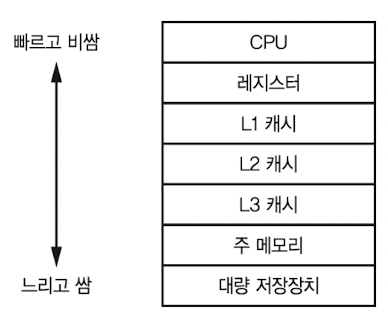 빠르고 비쌈
느리고 쌈
CPU
레지스터
L1 캐시
L2 캐시
L3 캐시
주 메모리
대량 저장장치